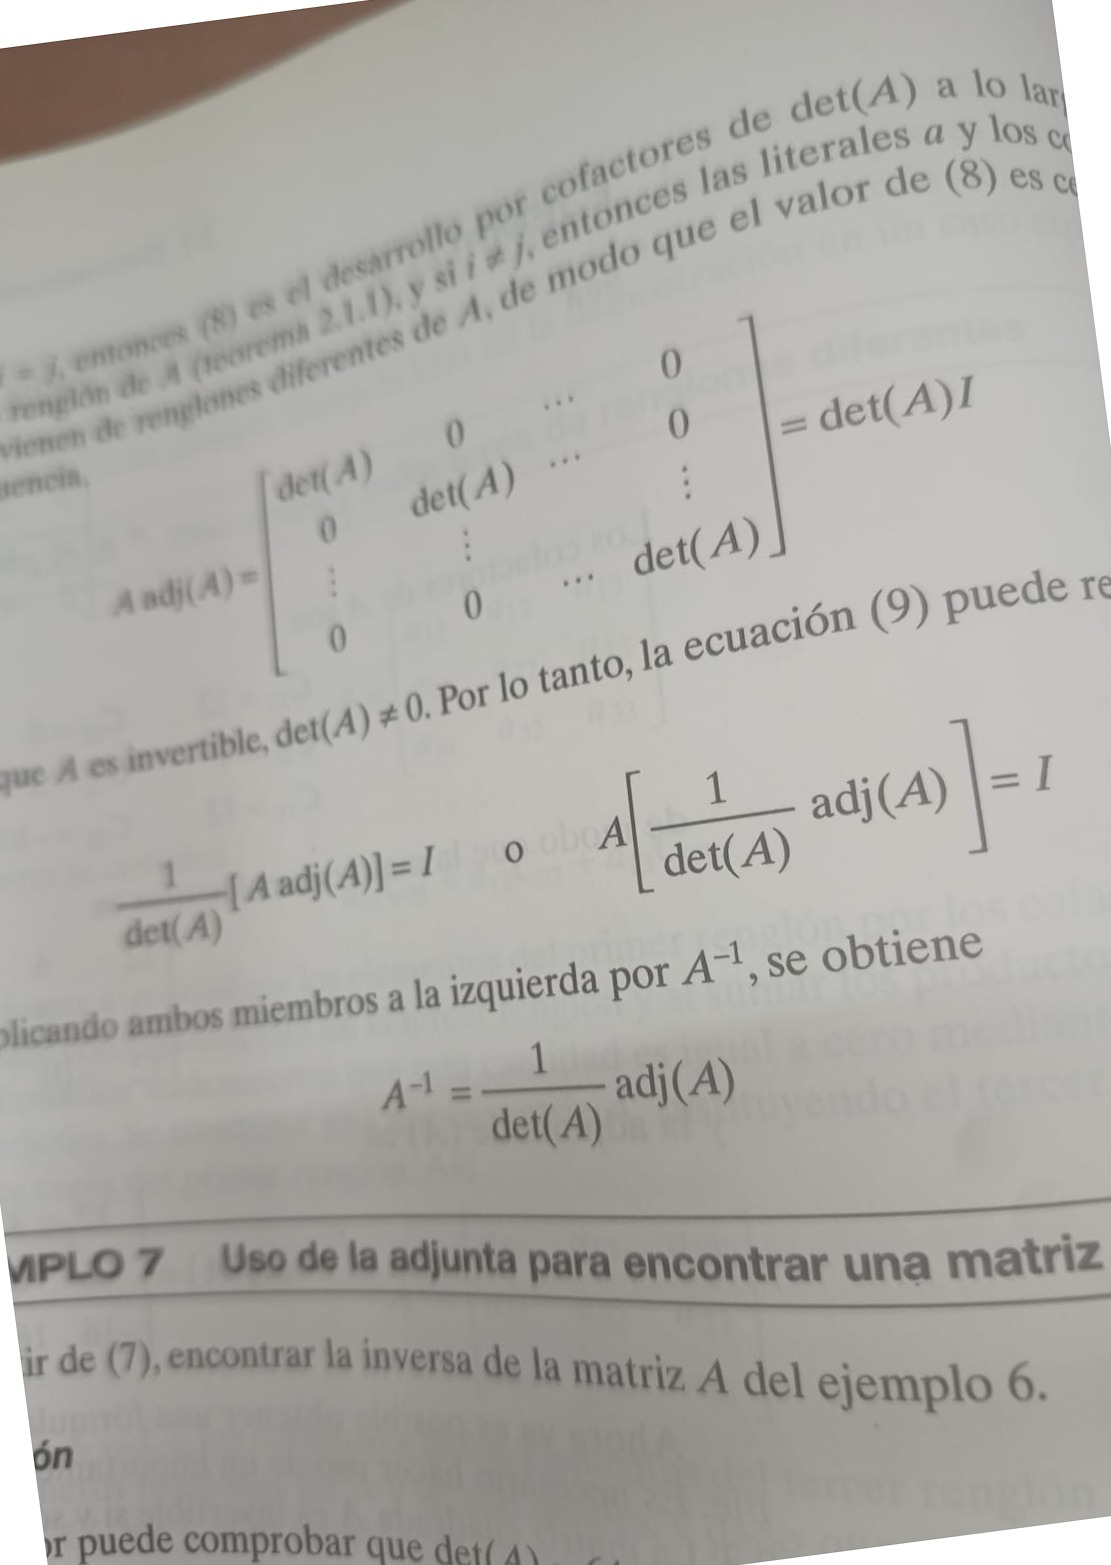 = j, entonces (8) es el desarrollo por cofactores de det(A) a lo lar
renglón de A (teorema 2.1.1), y si i ≠ j, entonces las literales a y los co
vienen de renglones diferentes de A, de modo que el valor de (8) es ce
uencia,
A adj(A) = [ det(A) 0 ⋯ 0
0 det(A) ⋯ 0
⋮ ⋮ ⋮
0 0 ⋯ det(A) ] = det(A)I
que A es invertible, det(A) ≠ 0. Por lo tanto, la ecuación (9) puede re
1/det(A) [A adj(A)] = I o A[ 1/det(A) adj(A) ] = I
plicando ambos miembros a la izquierda por A⁻¹, se obtiene
A⁻¹ = 1/det(A) adj(A)
MPLO 7 Uso de la adjunta para encontrar una matriz
ir de (7), encontrar la inversa de la matriz A del ejemplo 6.
ón
or puede comprobar que det(A)